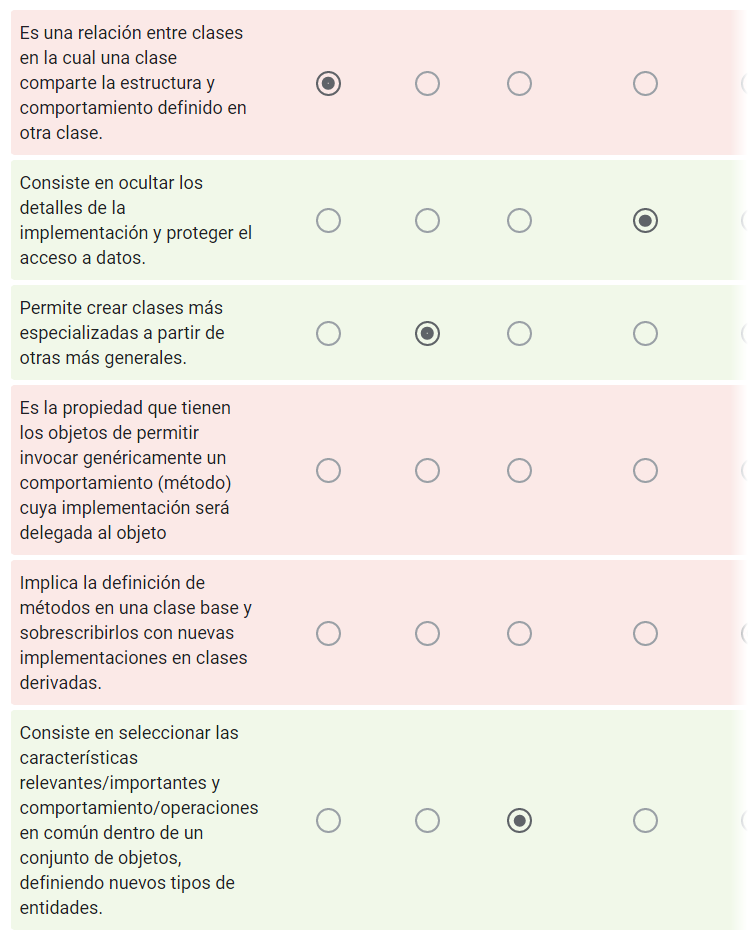 Es una relación entre clases
en la cual una clase
comparte la estructura y
comportamiento definido en
otra clase.
Consiste en ocultar los
detalles de la
implementación y proteger el
acceso a datos.
Permite crear clases más
especializadas a partir de
otras más generales.
Es la propiedad que tienen
los objetos de permitir
invocar genéricamente un
comportamiento (método)
cuya implementación será
delegada al objeto
Implica la definición de
métodos en una clase base y
sobrescribirlos con nuevas
implementaciones en clases
derivadas.
Consiste en seleccionar las
características
relevantes/importantes y
comportamiento/operaciones
en común dentro de un
conjunto de objetos,
definiendo nuevos tipos de
entidades.